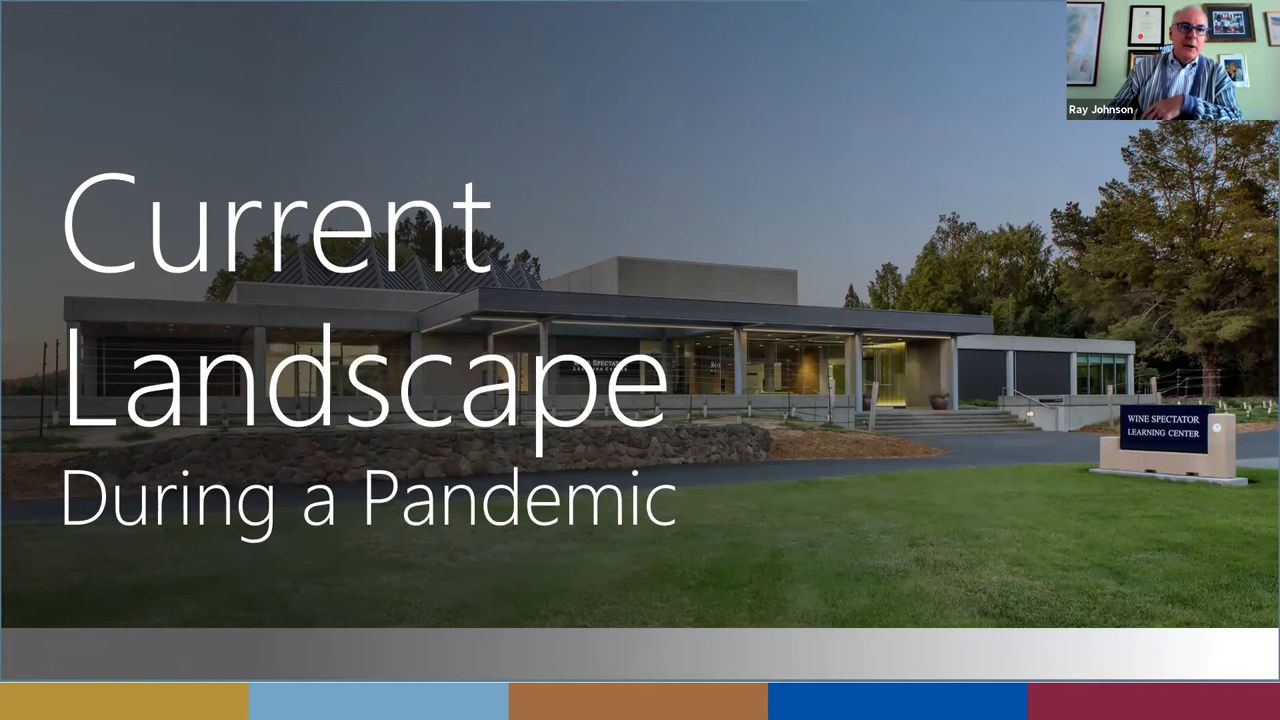 Current
Landscape
During a Pandemic
Ray Johnson
WINE SPECTATOR
LEARNING CENTER